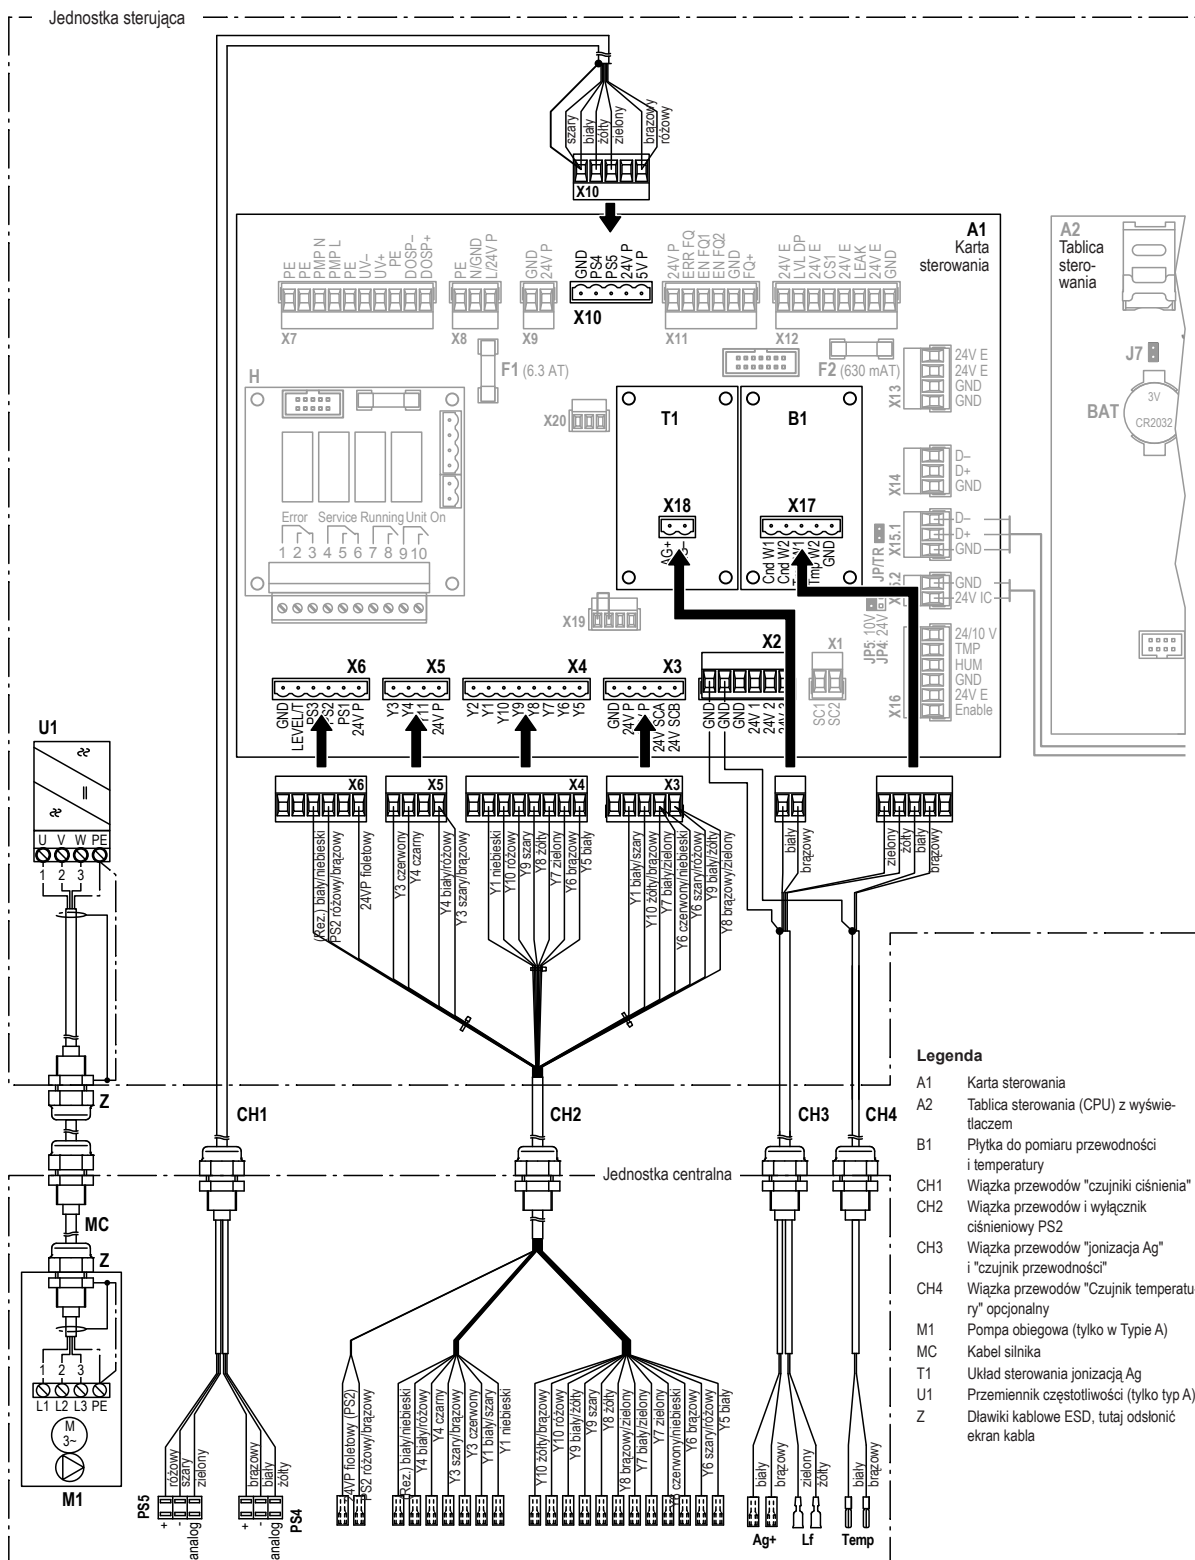 Jednostka sterująca
szary
biały
żółty
zielony
brązowy
różowy
X10
A1
Karta
sterowania
A2
Tablica
stero-
wania
PE
PE
PMP N
PMP L
PE
UV–
UV+
PE
DOSP–
DOSP+
X7
PE
N/GND
L/24V P
X8
GND
24V P
X9
GND
PS4
PS5
24V P
5V P
X10
24V P
ERR FQ
EN FQ1
EN FQ2
GND
FQ+
X11
24V E
LVL DP
24V E
CS1
24V E
LEAK
24V E
GND
X12
F1 (6.3 AT)
F2 (630 mAT)
24V E
24V E
GND
GND
X13
J7
BAT
3V
CR2032
H
X20
T1
B1
X18
X17
AG+
Cnd W1
Cnd W2
Tmp W2
GND
D–
D+
GND
X14
D–
D+
GND
X15.1
JP/TR
GND
24V IC
JP5: 10V
JP4: 24V
24/10 V
TMP
HUM
GND
24V E
Enable
X16
Error
Service
Running
Unit On
1 2 3 4 5 6 7 8 9 10
X19
X6
GND
LEVEL/T
PS3
PS2
PS1
24V P
X5
Y3
Y4
Y11
24V P
X4
Y2
Y1
Y10
Y9
Y8
Y7
Y6
Y5
X3
GND
24V P
24V SCA
24V SCB
X2
GND
GND
GND
24V 1
24V 2
X1
SC1
SC2
U1
U V W PE
1 2 3
X6
X5
X4
X3
(Rez.) biały/niebieski
PS2 różowy/brązowy
24VP fioletowy
Y3 czerwony
Y4 czarny
Y4 biały/różowy
Y3 szary/brązowy
Y1 niebieski
Y10 różowy
Y9 szary
Y8 żółty
Y7 zielony
Y6 brązowy
Y5 biały
Y1 biały/szary
Y10 żółty/brązowy
Y7 biały/zielony
Y6 czerwony/niebieski
Y6 szary/różowy
Y9 biały/żółty
Y8 brązowy/zielony
biały
brązowy
zielony
żółty
biały
brązowy
Z
CH1
CH2
CH3
CH4
Jednostka centralna
MC
Z
1 2 3
L1 L2 L3 PE
M
3~
M1
różowy
szary
zielony
PS5
+
-
analog
brązowy
biały
żółty
+
-
analog
PS4
24VP fioletowy (PS2)
PS2 różowy/brązowy
(Rez.) biały/niebieski
Y4 biały/różowy
Y4 czarny
Y3 szary/brązowy
Y3 czerwony
Y1 biały/szary
Y1 niebieski
Y10 żółty/brązowy
Y10 różowy
Y9 biały/żółty
Y9 szary
Y8 żółty
Y8 brązowy/zielony
Y7 biały/zielony
Y7 zielony
Y6 czerwony/niebieski
Y6 brązowy
Y6 szary/różowy
Y5 biały
biały
brązowy
zielony
żółty
biały
brązowy
Ag+
Lf
Temp
Legenda
A1 Karta sterowania
A2 Tablica sterowania (CPU) z wyświe-
tlaczem
B1 Płytka do pomiaru przewodności
i temperatury
CH1 Wiązka przewodów "czujniki ciśnienia"
CH2 Wiązka przewodów i wyłącznik
ciśnieniowy PS2
CH3 Wiązka przewodów "jonizacja Ag"
i "czujnik przewodności"
CH4 Wiązka przewodów "Czujnik temperatu
ry" opcjonalny
M1 Pompa obiegowa (tylko w Typie A)
MC Kabel silnika
T1 Układ sterowania jonizacją Ag
U1 Przemiennik częstotliwości (tylko typ A)
Z Dławiki kablowe ESD, tutaj odsłonić
ekran kabla